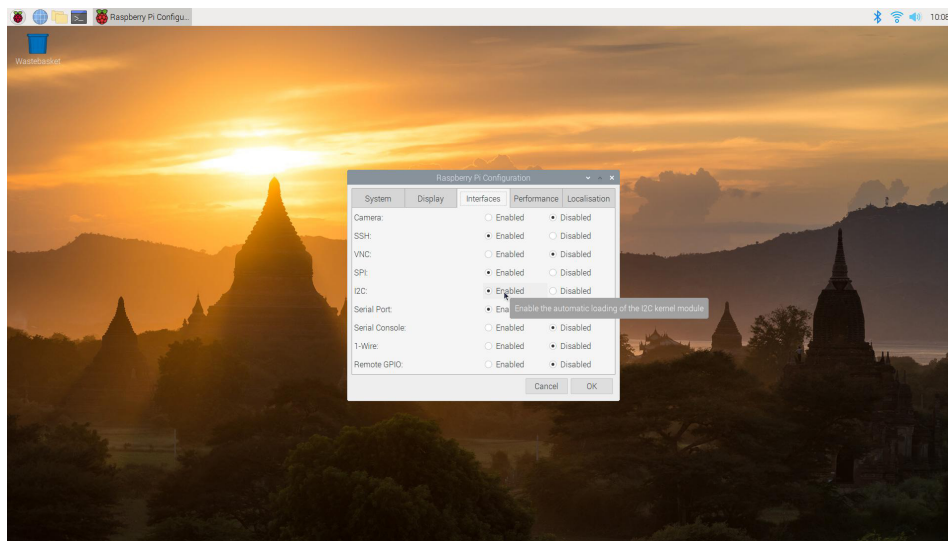 Raspberry Pi Configu...
10:08
Wastebasket
Raspberry Pi Configuration
System Display Interfaces Performance Localisation
Camera: Enabled Disabled
SSH: Enabled Disabled
VNC: Enabled Disabled
SPI: Enabled Disabled
I2C: Enabled Disabled
Serial Port: Ena
Enable the automatic loading of the I2C kernel module
Serial Console: Enabled Disabled
1-Wire: Enabled Disabled
Remote GPIO: Enabled Disabled
Cancel OK